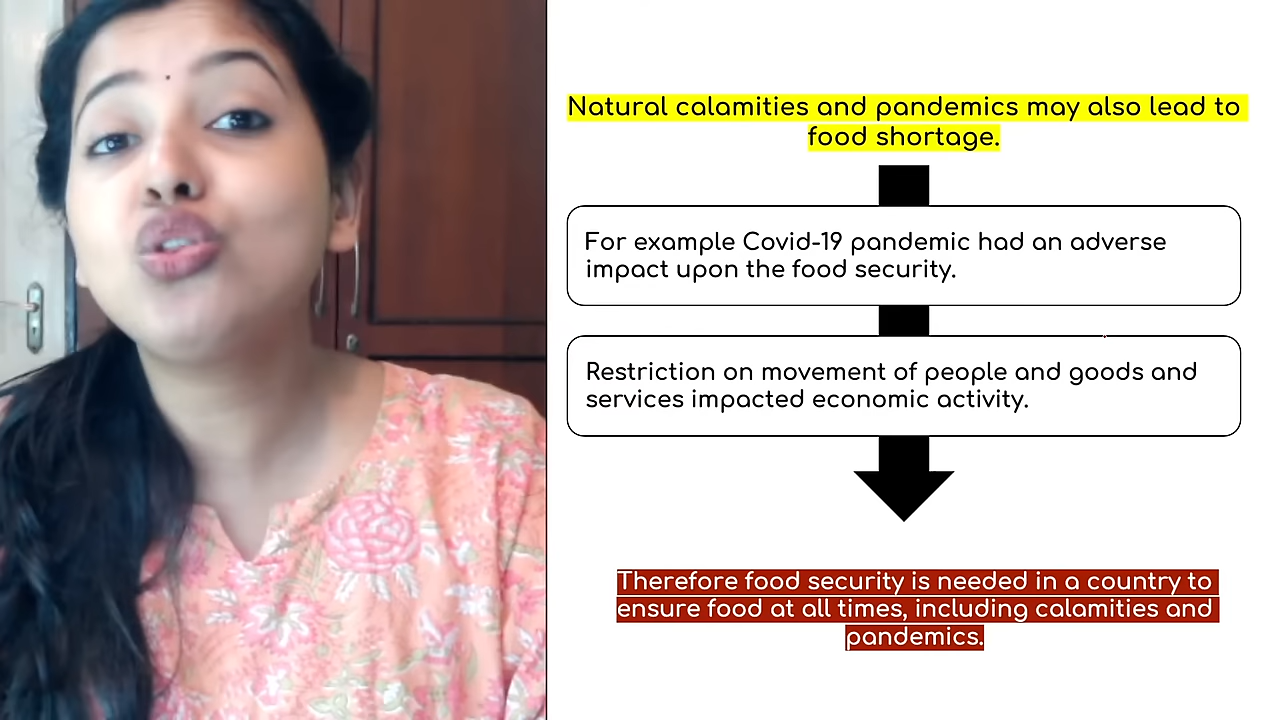 Natural calamities and pandemics may also lead to
food shortage.
For example Covid-19 pandemic had an adverse
impact upon the food security.
Restriction on movement of people and goods and
services impacted economic activity.
Therefore food security is needed in a country to
ensure food at all times, including calamities and
pandemics.